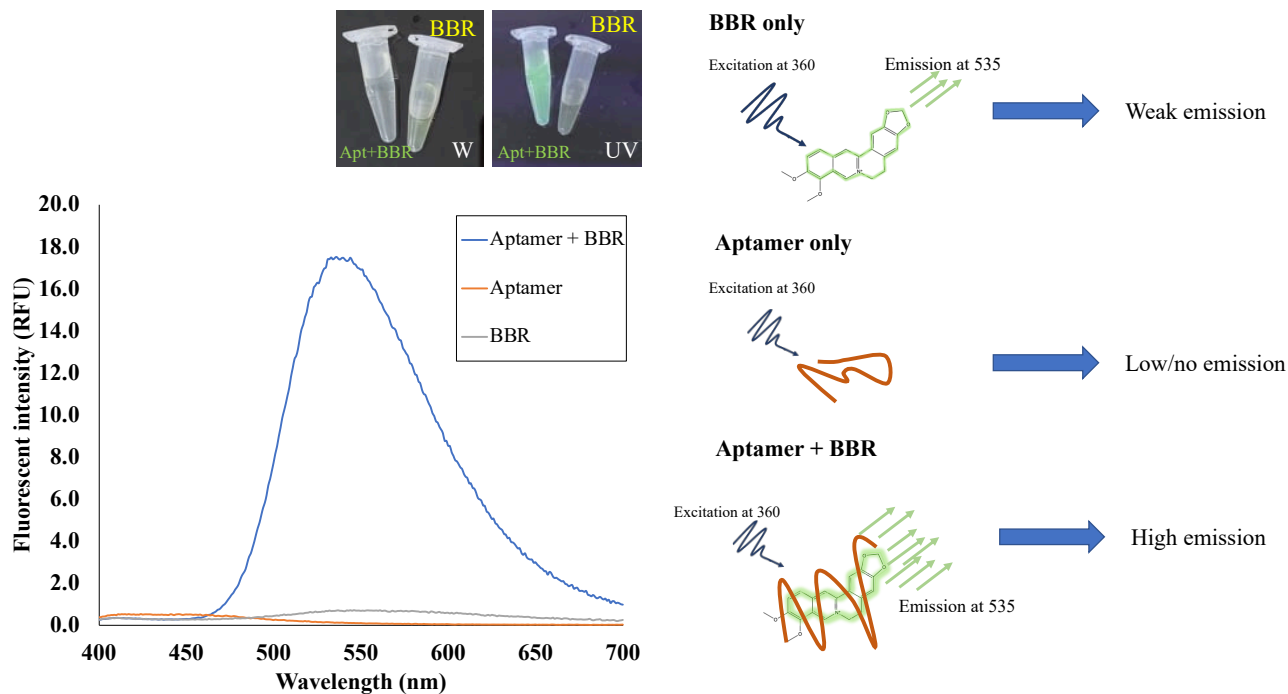 BBR
Apt+BBR
W
BBR
Apt+BBR
UV
20.0
18.0
16.0
14.0
12.0
10.0
8.0
6.0
4.0
2.0
0.0
Fluorescent intensity (RFU)
400
450
500
550
600
650
700
Wavelength (nm)
Aptamer + BBR
Aptamer
BBR
BBR only
Excitation at 360
Emission at 535
N+
O
O
O
O
Weak emission
Aptamer only
Excitation at 360
Low/no emission
Aptamer + BBR
Excitation at 360
Emission at 535
N+
O
O
O
O
High emission